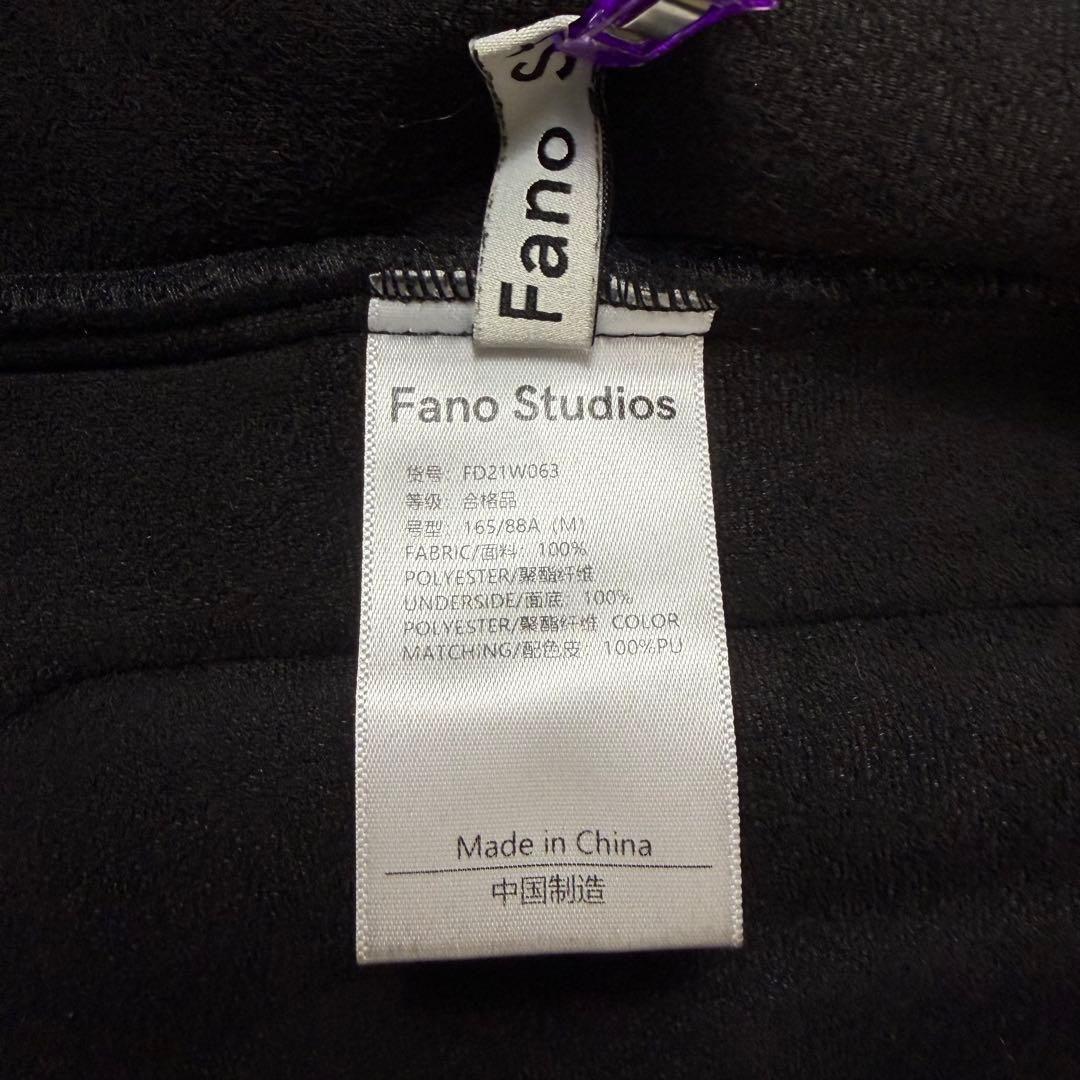 Fano S
Fano Studios
货号: FD21W063
等级: 合格品
号型: 165/88A (M)
FABRIC/面料: 100%
POLYESTER/聚酯纤维
UNDERSIDE/面底: 100%
POLYESTER/聚酯纤维 COLOR
MATCHING/配色皮: 100%PU
Made in China
中国制造